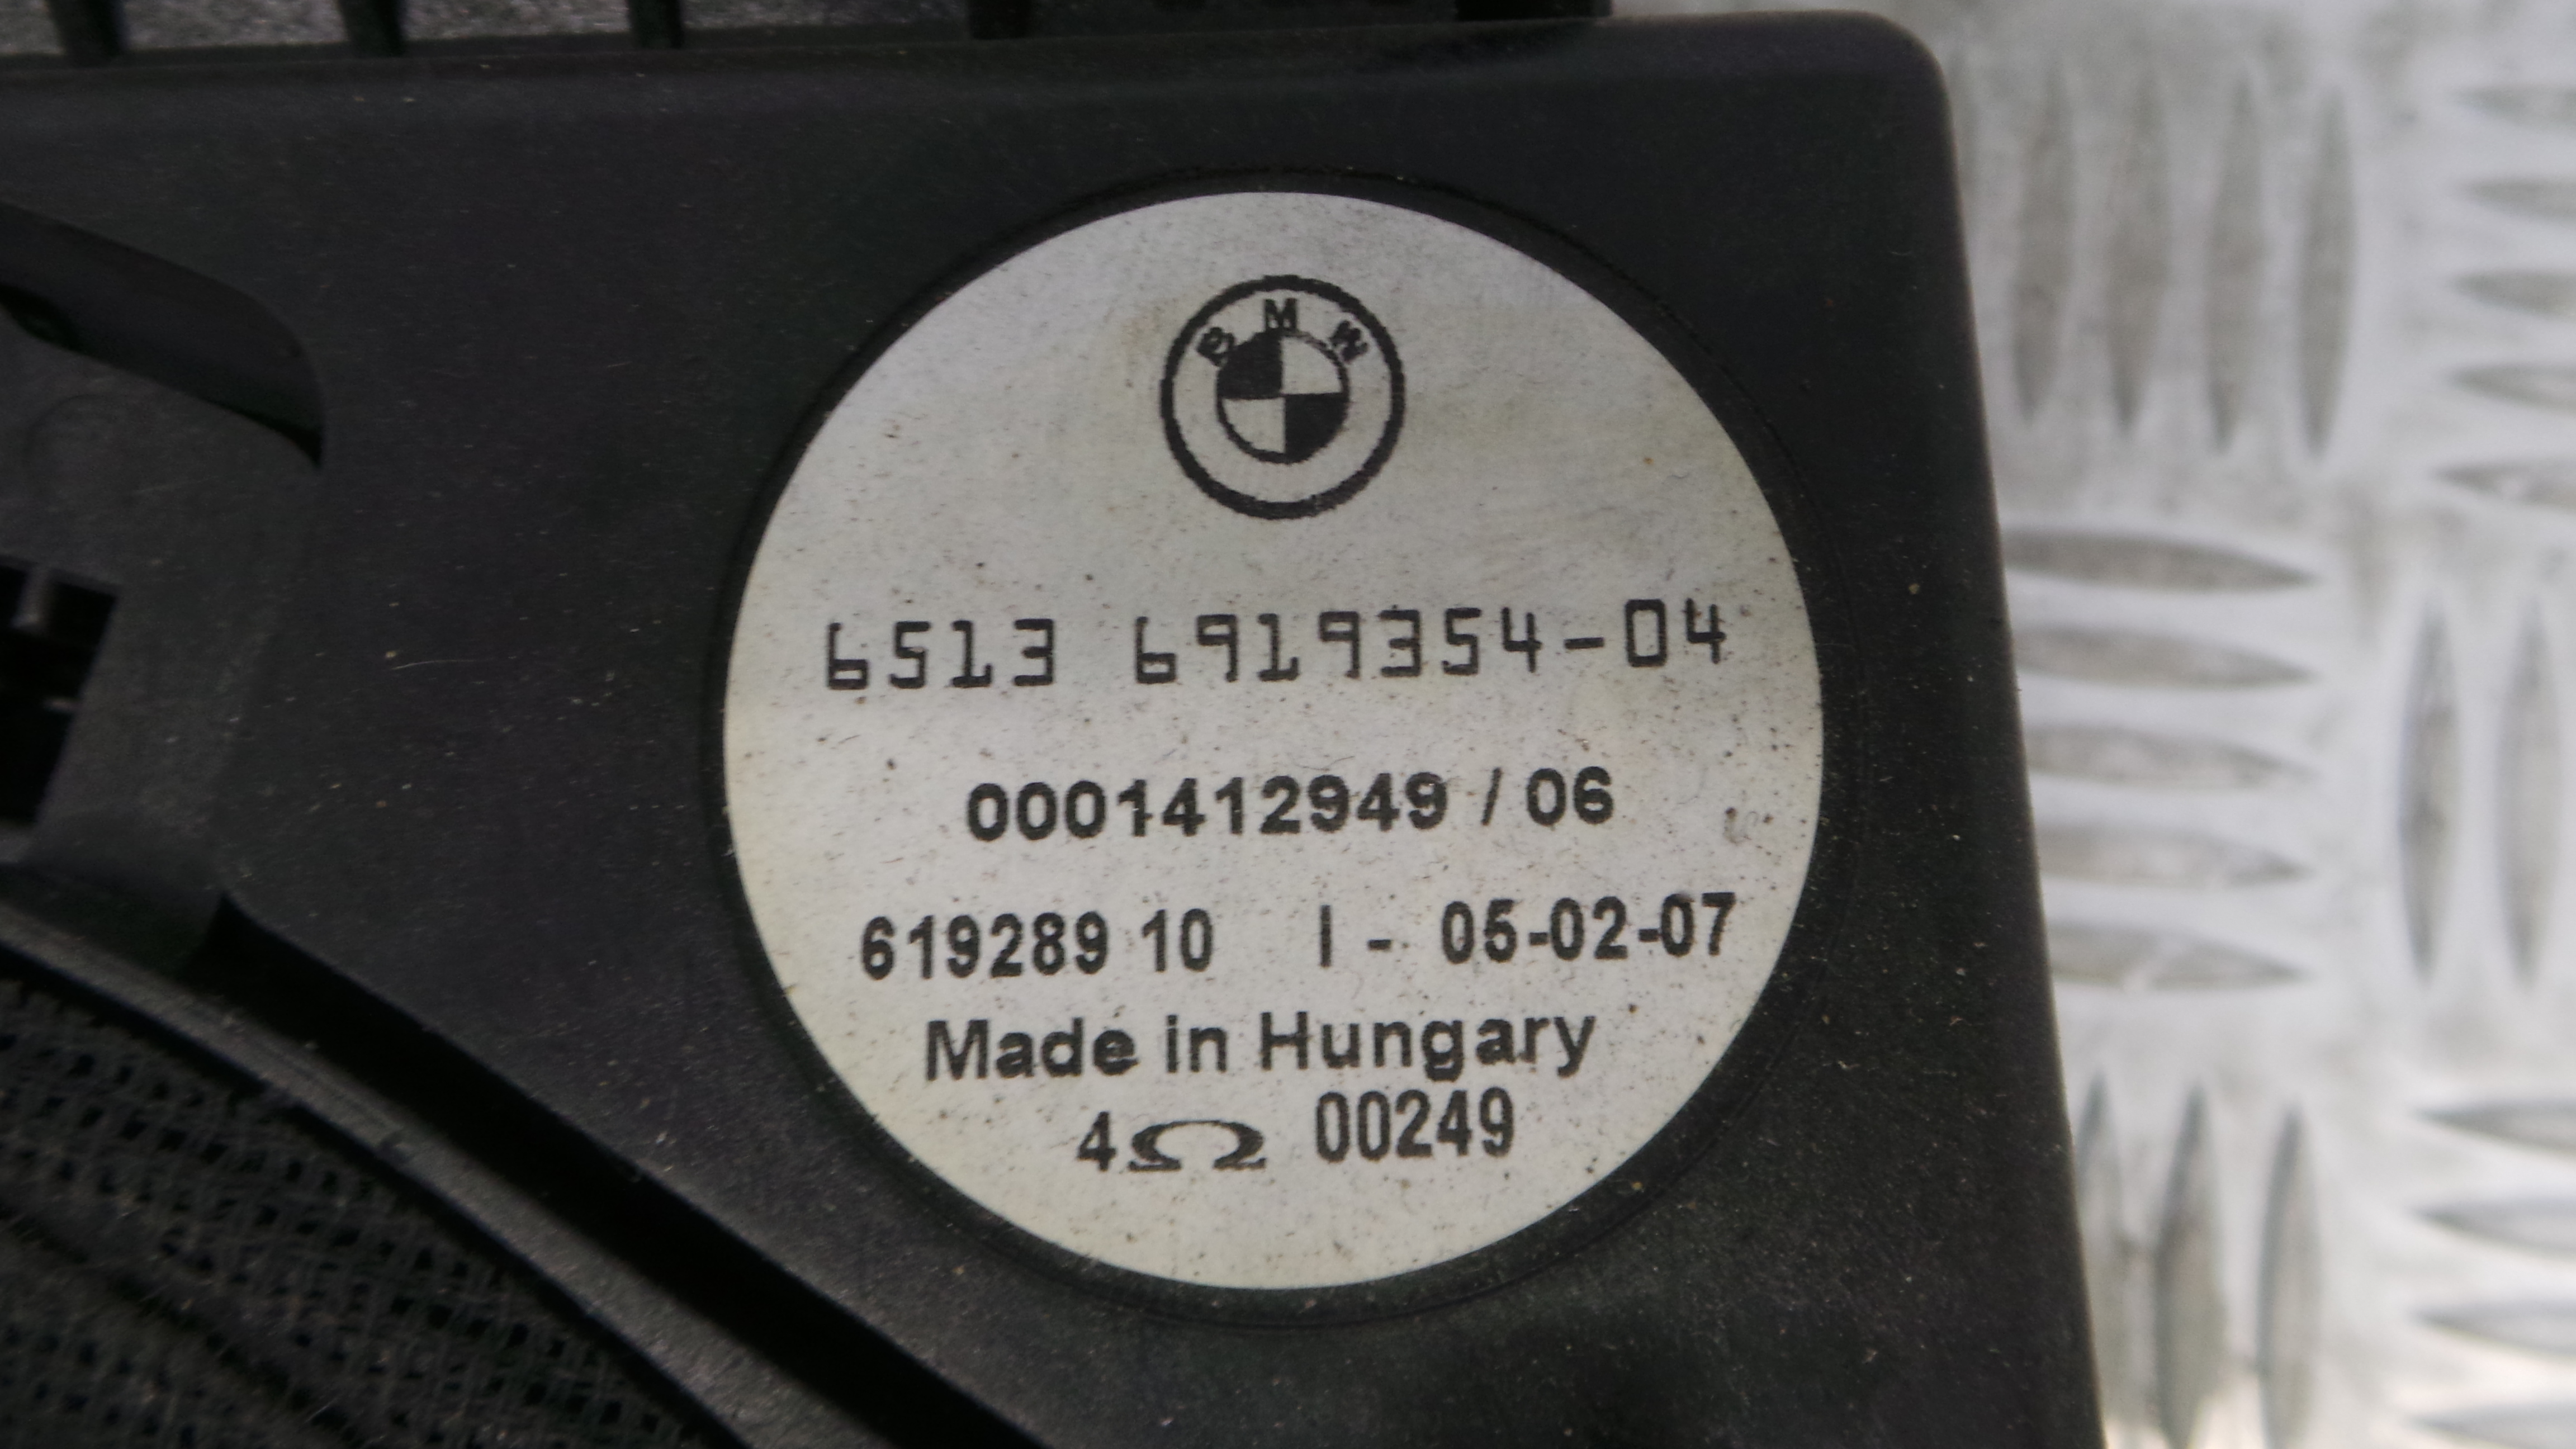 BMW
6513 6919354-04
0001412949 / 06
619289 10 I - 05-02-07
Made in Hungary
4Ω 00249